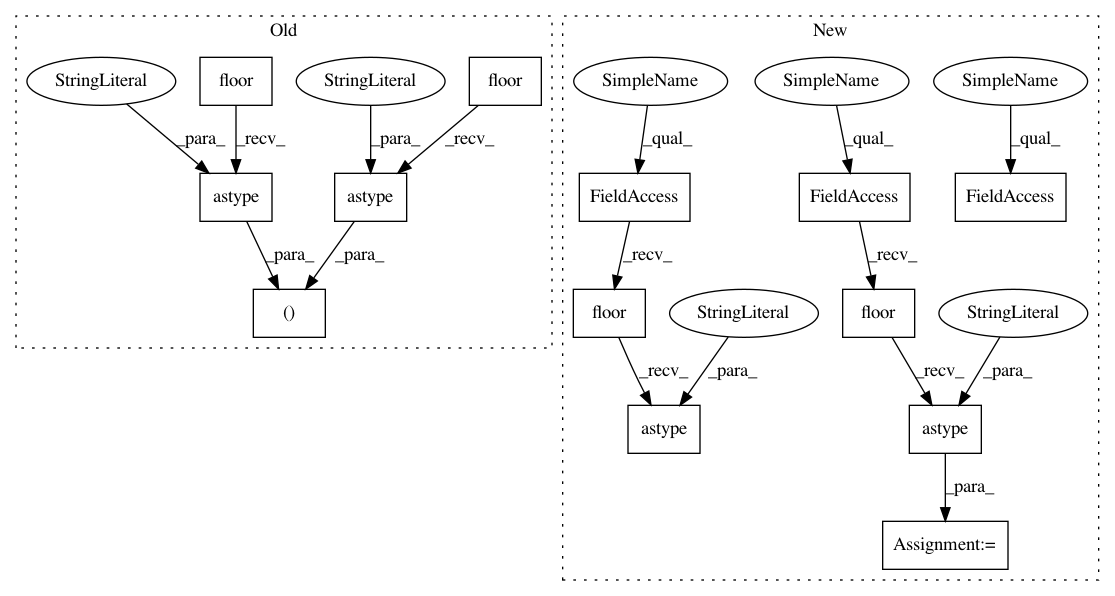 Old
New
StringLiteral
floor
StringLiteral
floor
SimpleName
SimpleName
SimpleName
_para_
_recv_
_para_
_recv_
_qual_
_qual_
_qual_
astype
astype
FieldAccess
FieldAccess
FieldAccess
_para_
_para_
_recv_
_recv_
()
floor
StringLiteral
floor
StringLiteral
_recv_
_para_
_recv_
_para_
astype
astype
_para_
Assignment:=